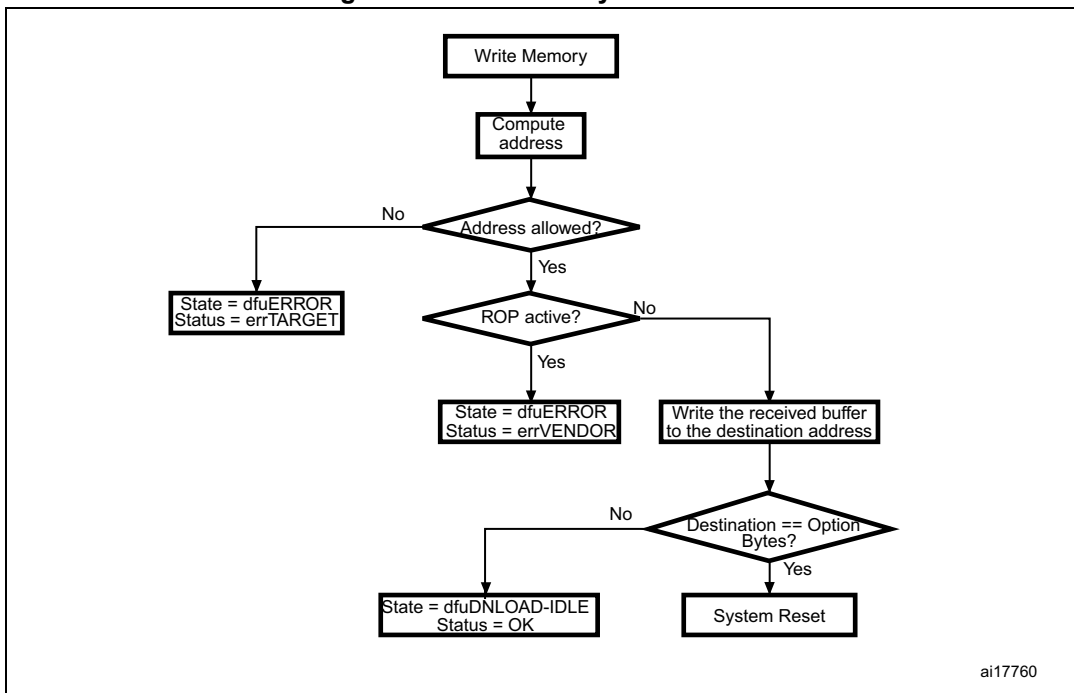 Write Memory
Compute
address
No
Address allowed?
Yes
State = dfuERROR
Status = errTARGET
ROP active?
No
Yes
State = dfuERROR
Status = errVENDOR
Write the received buffer
to the destination address
No
Destination == Option
Bytes?
Yes
State = dfuDNLOAD-IDLE
Status = OK
System Reset
ai17760